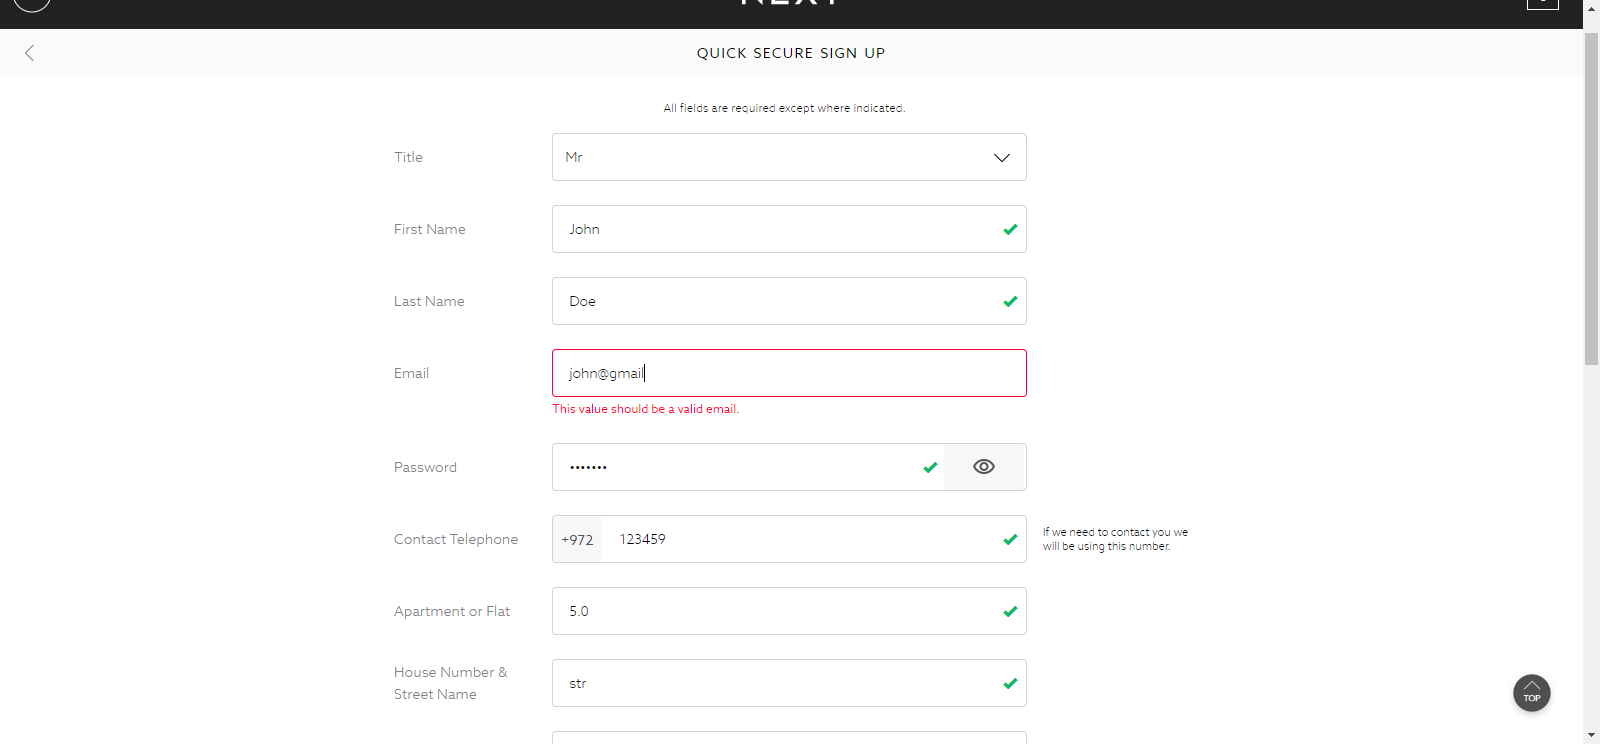 NEXT
QUICK SECURE SIGN UP
All fields are required except where indicated.
Title
Mr
First Name
John
Last Name
Doe
Email
john@gmail
This value should be a valid email.
Password
•••••••
Contact Telephone
+972
123459
If we need to contact you we
will be using this number.
Apartment or Flat
5.0
House Number &
Street Name
str
TOP